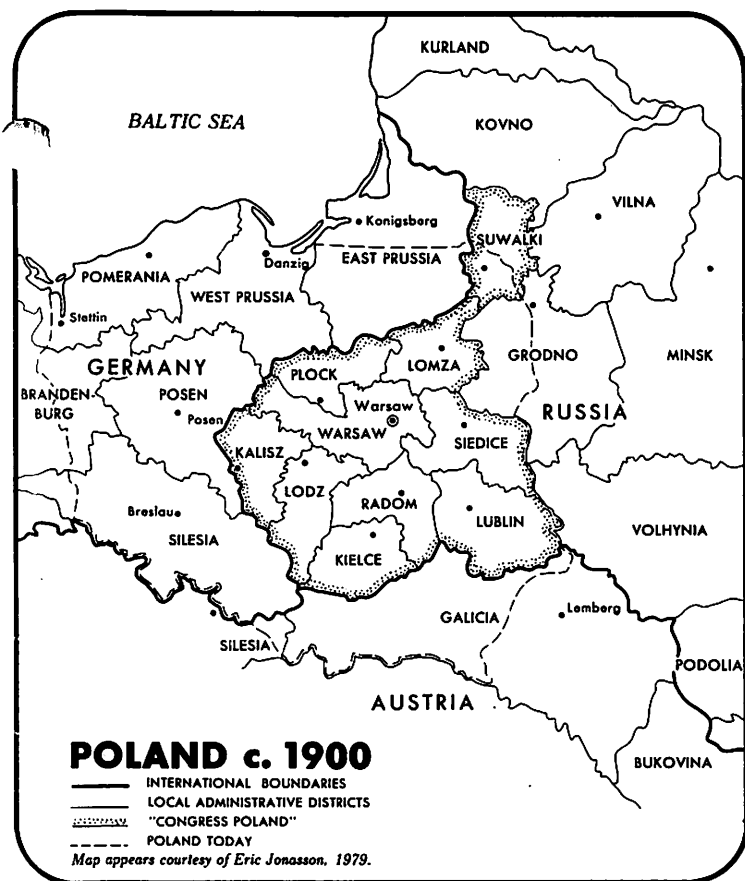 KURLAND
BALTIC SEA
KOVNO
VILNA
Konigsberg
SUWALKI
Danzig
EAST PRUSSIA
POMERANIA
WEST PRUSSIA
Stettin
GERMANY
PLOCK
LOMZA
GRODNO
MINSK
BRANDEN-
BURG
POSEN
Posen
Warsaw
WARSAW
RUSSIA
SIEDICE
KALISZ
LODZ
RADOM
LUBLIN
Breslau
SILESIA
VOLHYNIA
KIELCE
GALICIA
Lemberg
SILESIA
PODOLIA
AUSTRIA
BUKOVINA
POLAND c. 1900
INTERNATIONAL BOUNDARIES
LOCAL ADMINISTRATIVE DISTRICTS
"CONGRESS POLAND"
POLAND TODAY
Map appears courtesy of Eric Jonasson, 1979.